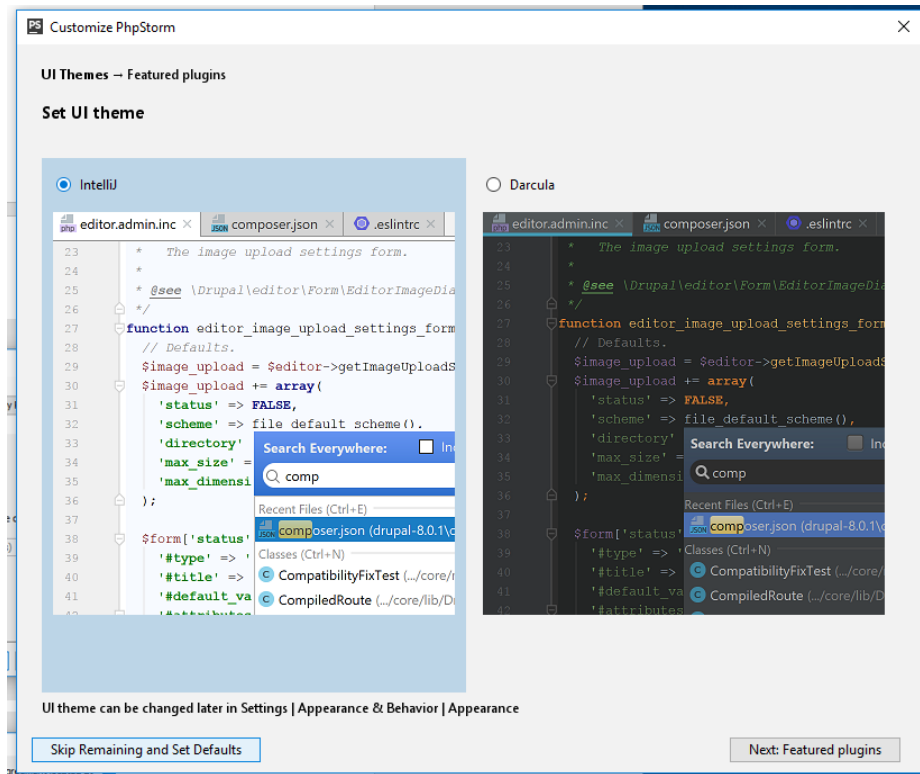 PS Customize PhpStorm
UI Themes → Featured plugins
Set UI theme
IntelliJ
editor.admin.inc × composer.json × .eslintrc ×
23 * The image upload settings form.
24 *
25 * @see \Drupal\editor\Form\EditorImageDia
26 */
27 function editor_image_upload_settings_form
28 // Defaults.
29 $image_upload = $editor->getImageUploadS
30 $image_upload += array(
31 'status' => FALSE,
32 'scheme' => file_default_scheme(),
33 'directory'
34 'max_size' =
35 'max_dimensi
36 );
37
38 $form['status'
39 '#type' => '
40 '#title' =>
41 '#default_va
42 '#attributes
Search Everywhere:
comp
Recent Files (Ctrl+E)
composer.json (drupal-8.0.1\c
Classes (Ctrl+N)
CompatibilityFixTest (.../core/
CompiledRoute (.../core/lib/D
Darcula
editor.admin.inc × composer.json × .eslintrc ×
23 * The image upload settings form.
24 *
25 * @see \Drupal\editor\Form\EditorImageDia
26 */
27 function editor_image_upload_settings_form
28 // Defaults.
29 $image_upload = $editor->getImageUploadS
30 $image_upload += array(
31 'status' => FALSE,
32 'scheme' => file_default_scheme(),
33 'directory'
34 'max_size' =
35 'max_dimensi
36 );
37
38 $form['status'
39 '#type' => '
40 '#title' =>
41 '#default_va
42 '#attributes
Search Everywhere:
comp
Recent Files (Ctrl+E)
composer.json (drupal-8.0.1\c
Classes (Ctrl+N)
CompatibilityFixTest (.../core/
CompiledRoute (.../core/lib/D
UI theme can be changed later in Settings | Appearance & Behavior | Appearance
Skip Remaining and Set Defaults
Next: Featured plugins